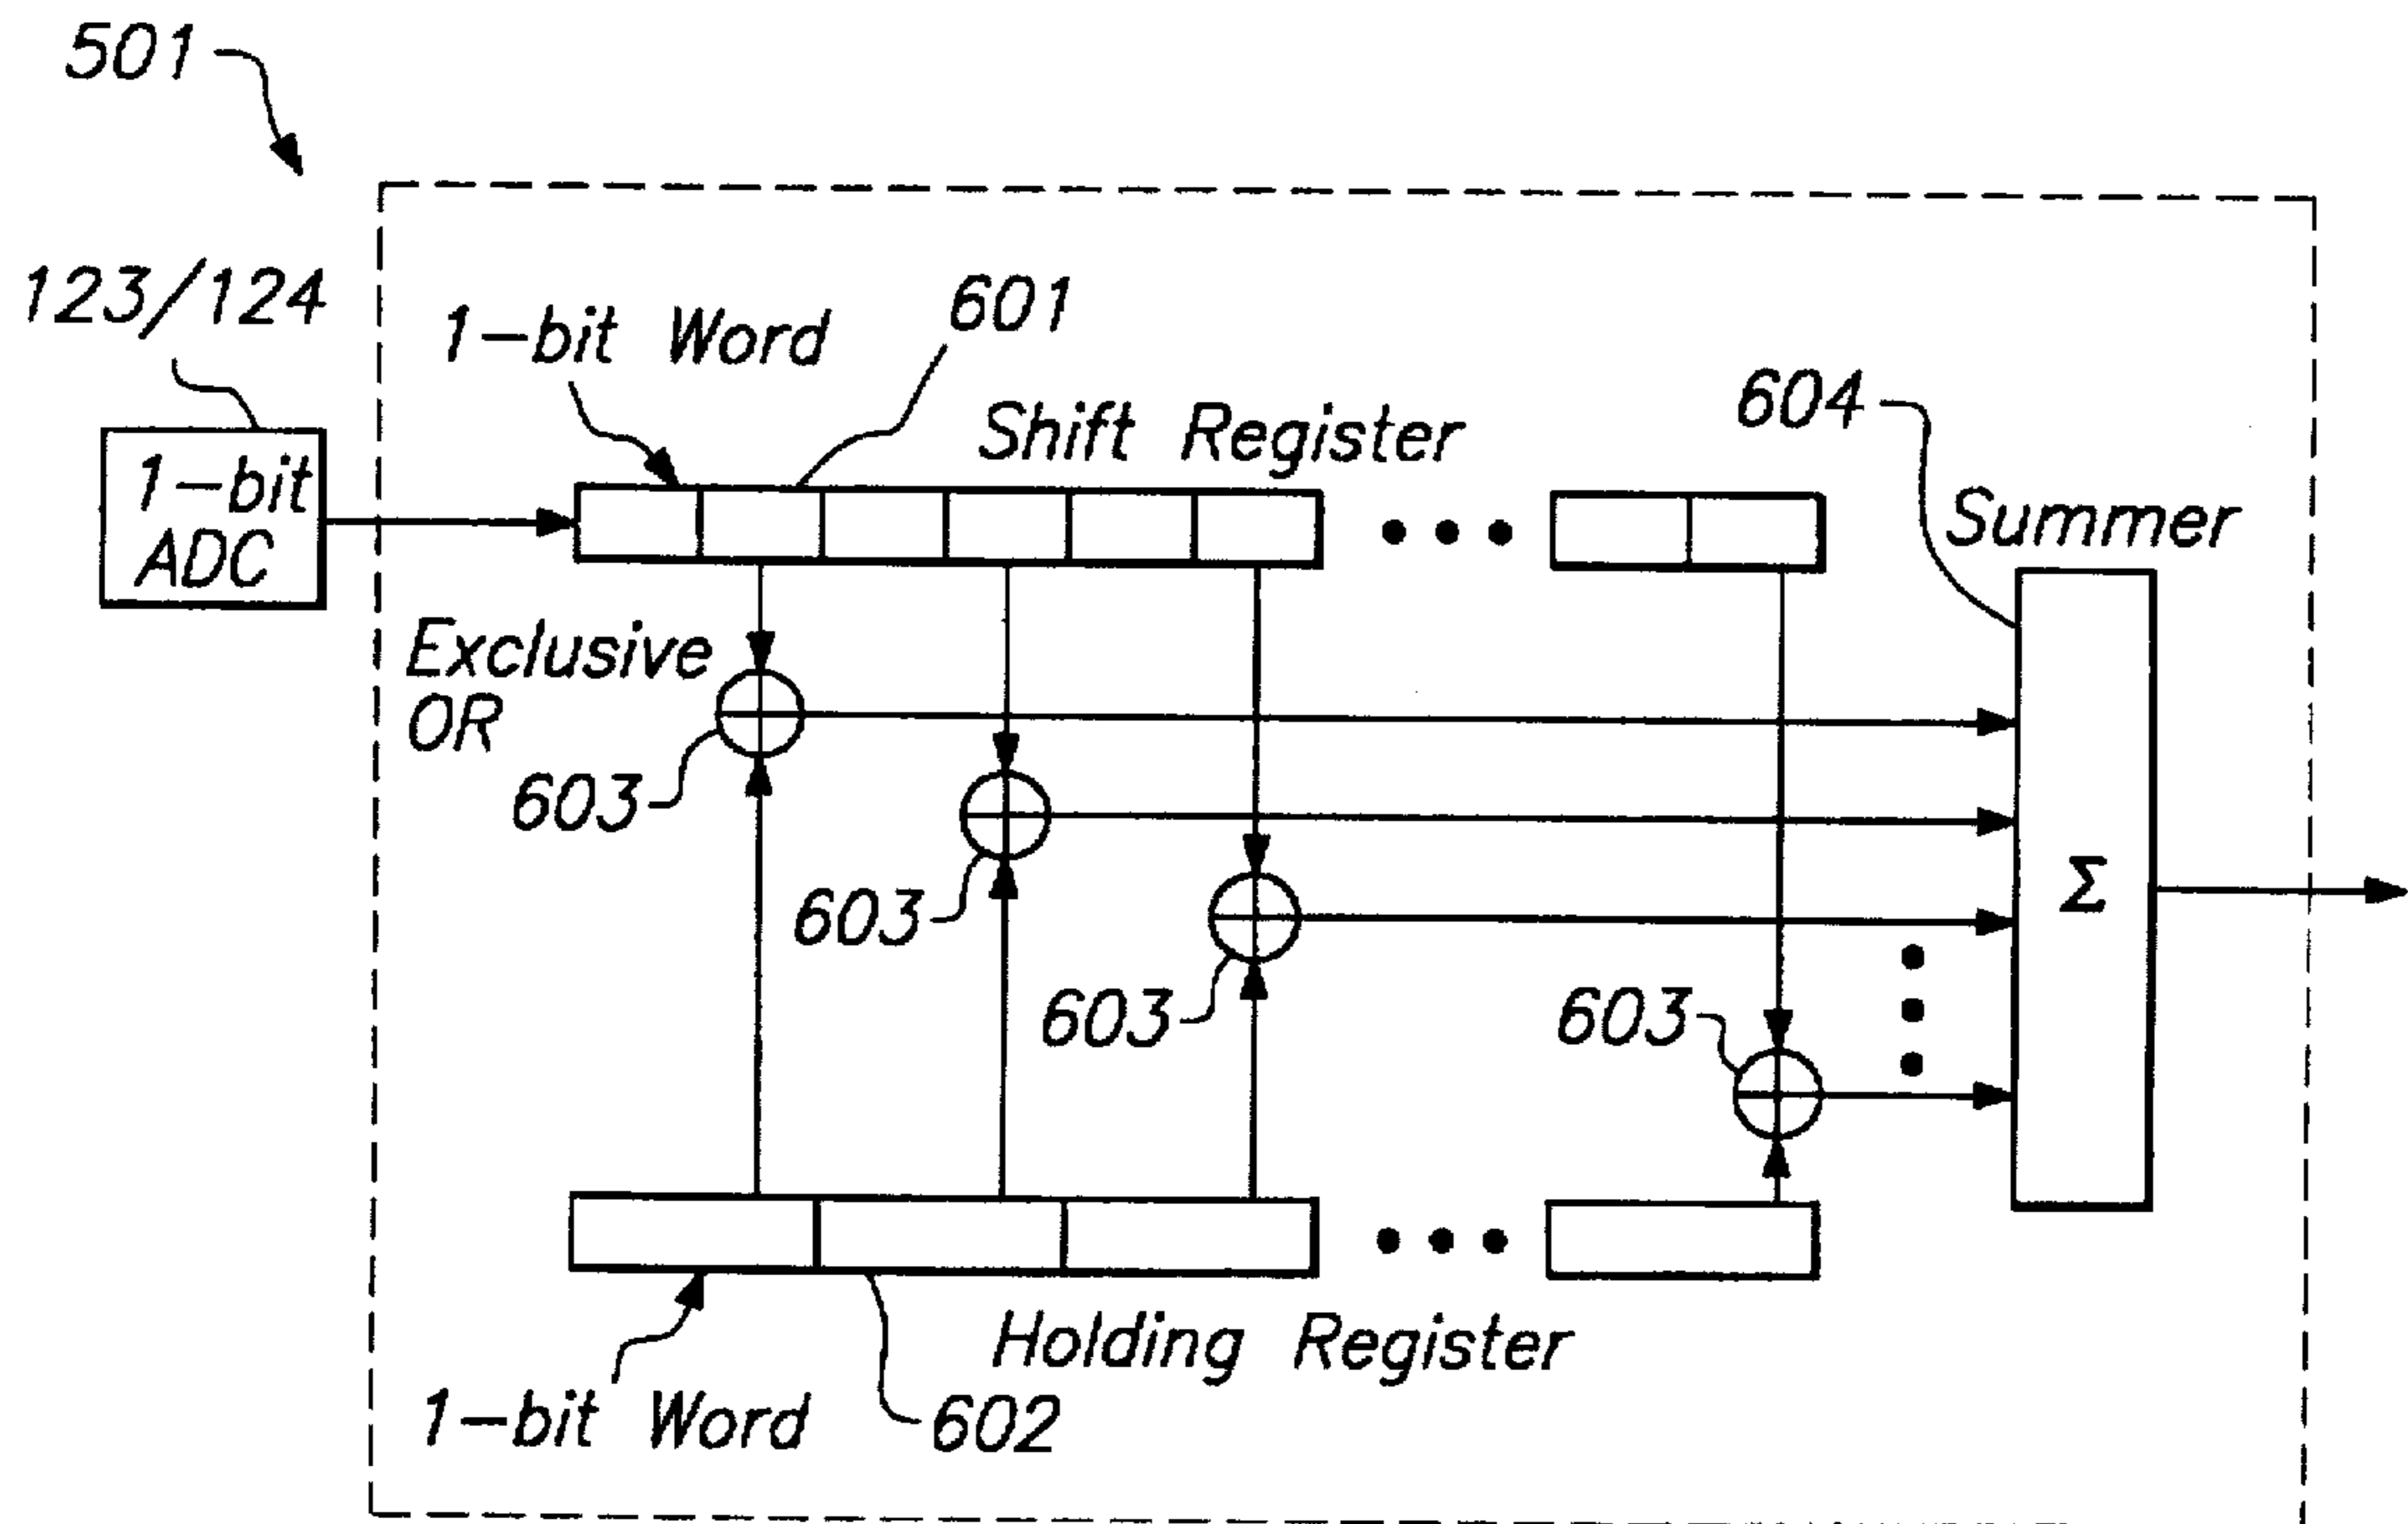 501
123/124
1-bit Word
601
Shift Register
604
Summer
1-bit
ADC
Exclusive
OR
603
603
603
603
Σ
Holding Register
1-bit Word
602